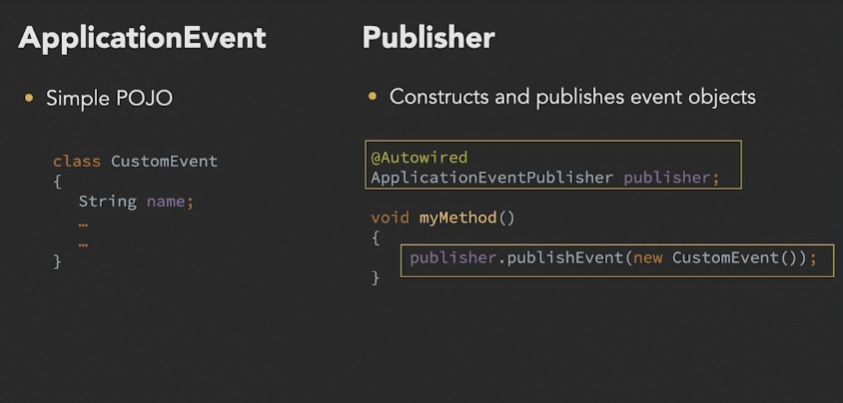 ApplicationEvent
• Simple POJO
class CustomEvent
{
String name;
…
…
}
Publisher
• Constructs and publishes event objects
@Autowired
ApplicationEventPublisher publisher;
void myMethod()
{
publisher.publishEvent(new CustomEvent());
}